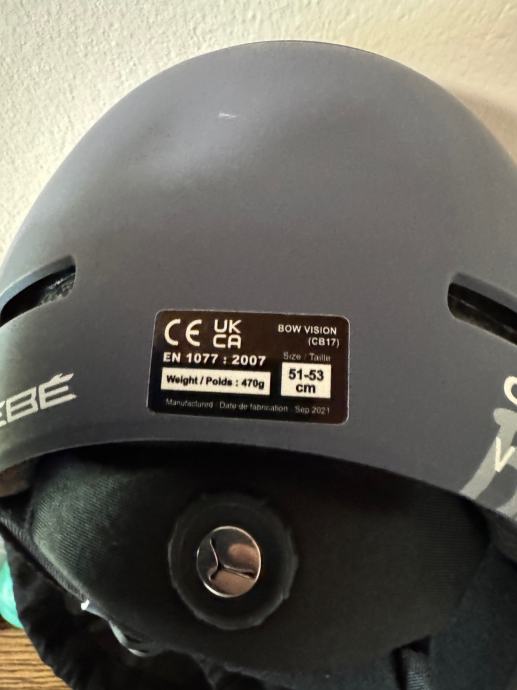 CE UK
CA
BOW VISION
(CB17)
EN 1077 : 2007
Size / Taille
Weight / Poids : 470g
51-53
cm
Manufactured - Date de fabrication : Sep 2021
EBÉ